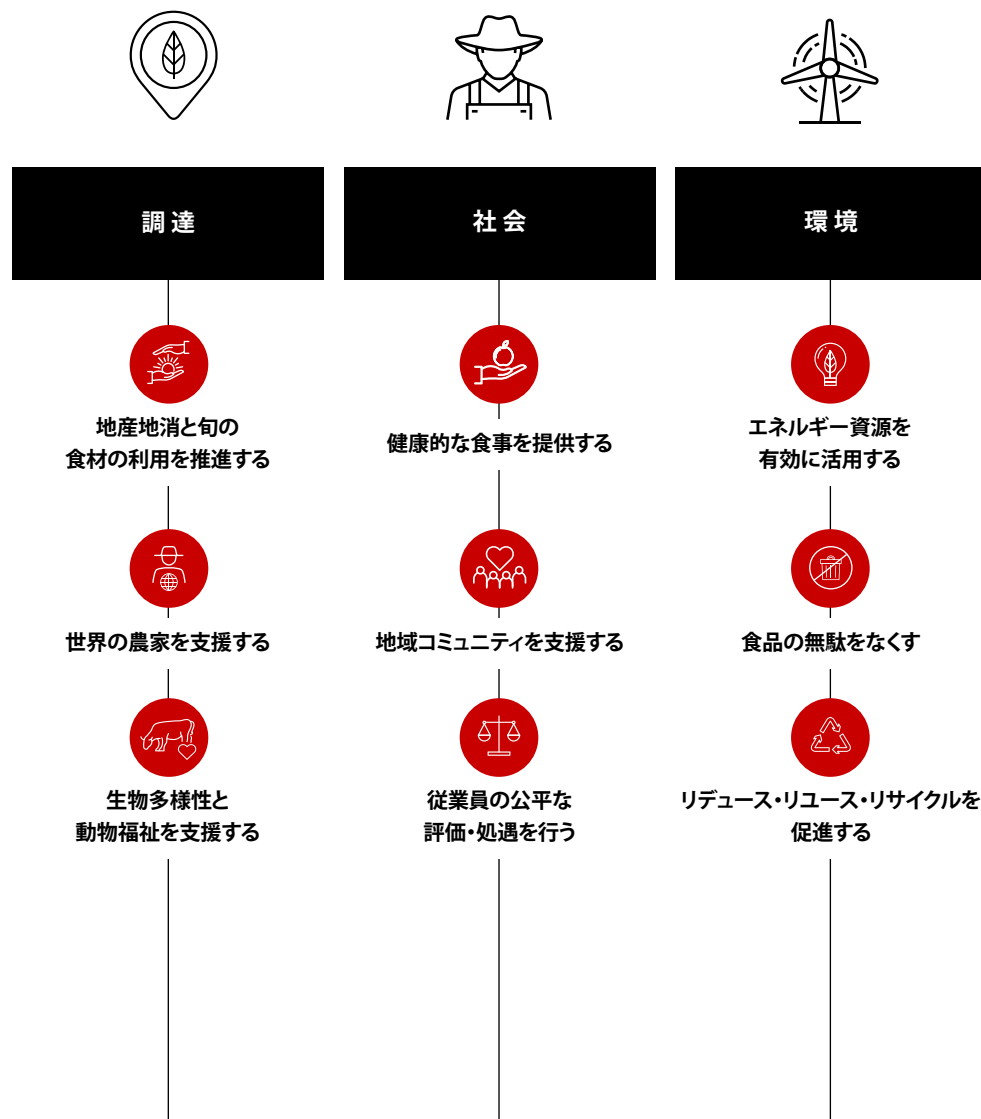 調達
地産地消と旬の
食材の利用を推進する
世界の農家を支援する
生物多様性と
動物福祉を支援する
社会
健康的な食事を提供する
地域コミュニティを支援する
従業員の公平な
評価・処遇を行う
環境
エネルギー資源を
有効に活用する
食品の無駄をなくす
リデュース・リユース・リサイクルを
促進する